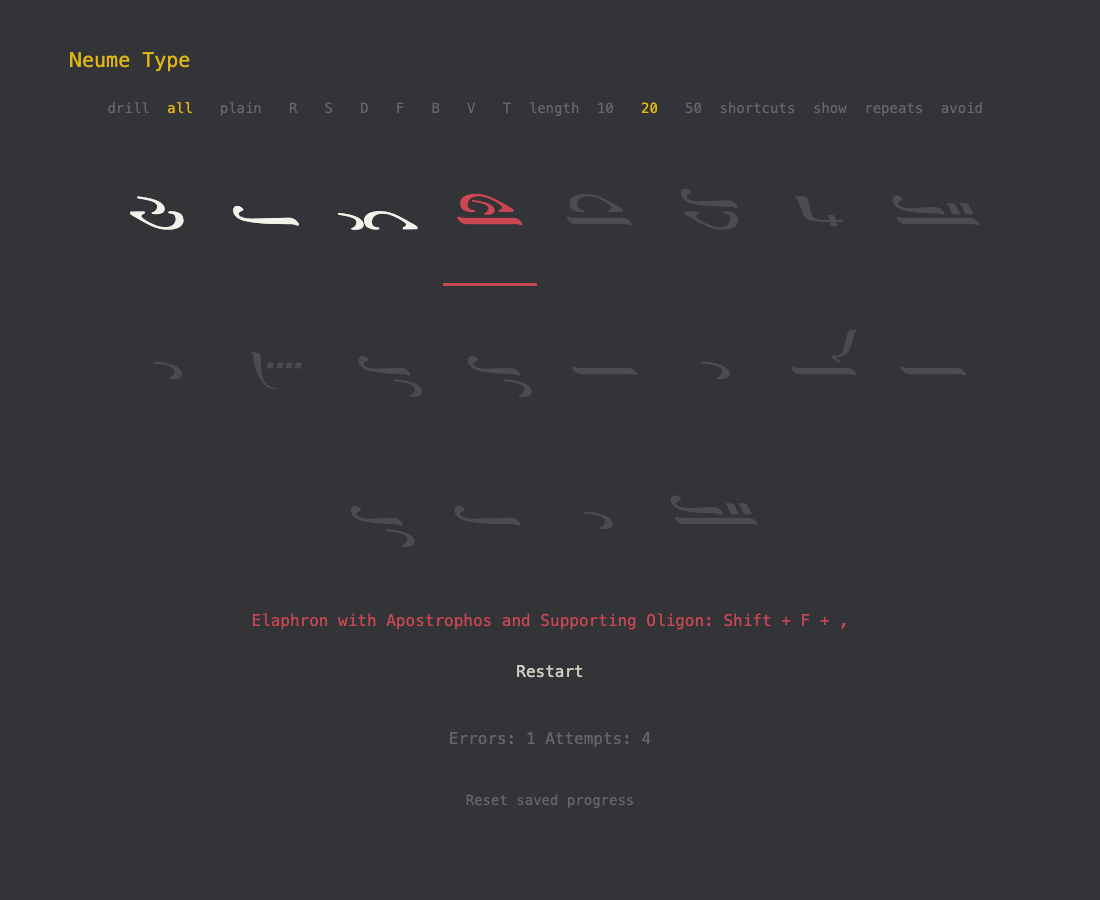 Neume Type
drill all plain R S D F B V T length 10 20 50 shortcuts show repeats avoid
Elaphron with Apostrophos and Supporting Oligon: Shift + F + ,
Restart
Errors: 1 Attempts: 4
Reset saved progress